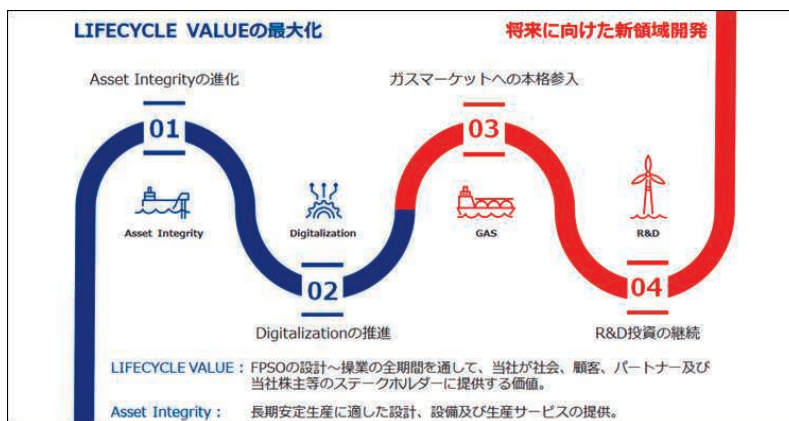 LIFECYCLE VALUEの最大化
将来に向けた新領域開発
Asset Integrityの進化
ガスマーケットへの本格参入
01
03
Asset Integrity
Digitalization
GAS
R&D
02
04
Digitalizationの推進
R&D投資の継続
LIFECYCLE VALUE : FPSOの設計～操業の全期間を通して、当社が社会、顧客、パートナー及び
当社株主等のステークホルダーに提供する価値。
Asset Integrity : 長期安定生産に適した設計、設備及び生産サービスの提供。